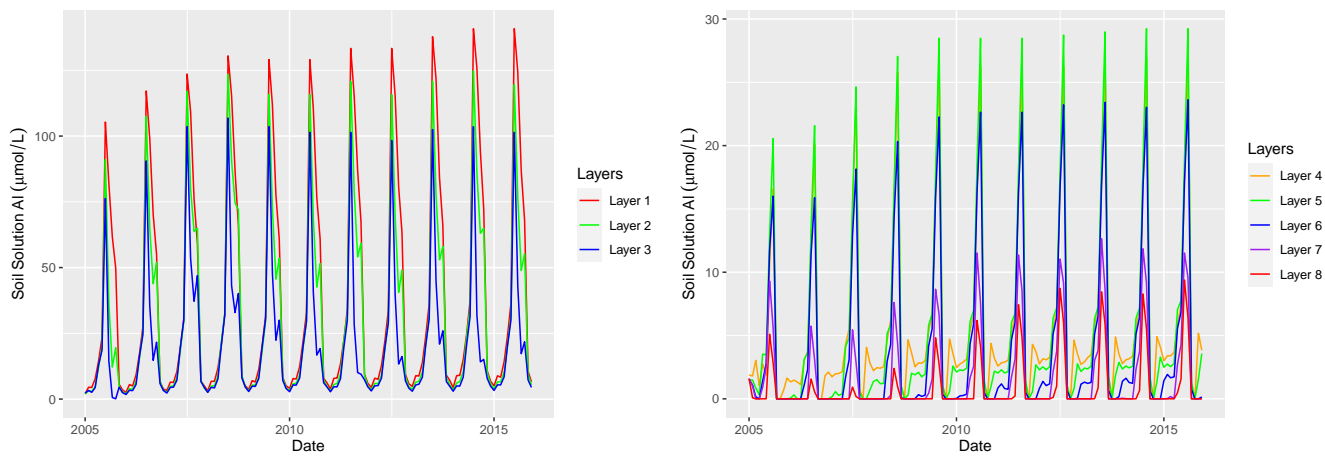 Soil Solution Al (μmol/L)
100
50
0
2005
2010
2015
Date
Layers
Layer 1
Layer 2
Layer 3
Soil Solution Al (μmol/L)
30
20
10
0
2005
2010
2015
Date
Layers
Layer 4
Layer 5
Layer 6
Layer 7
Layer 8